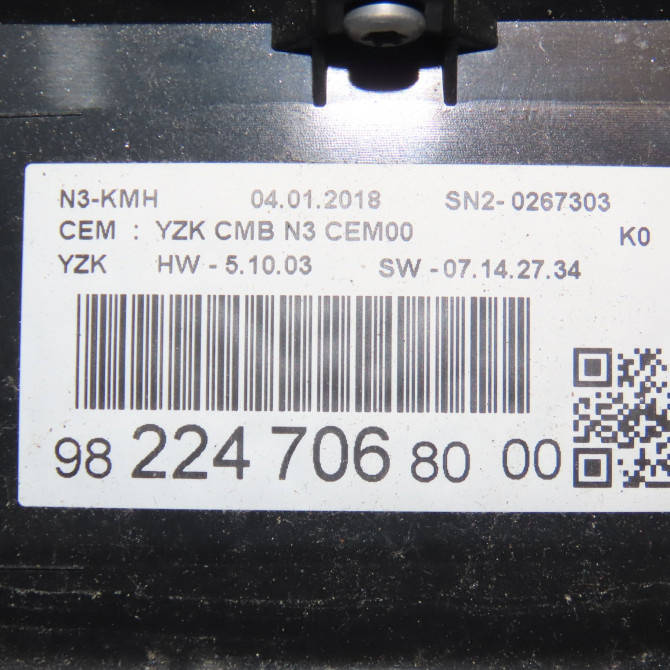 N3-KMH 04.01.2018 SN2- 0267303
CEM : YZK CMB N3 CEM00 K0
YZK HW - 5.10.03 SW - 07.14.27.34
98 224 706 80 00